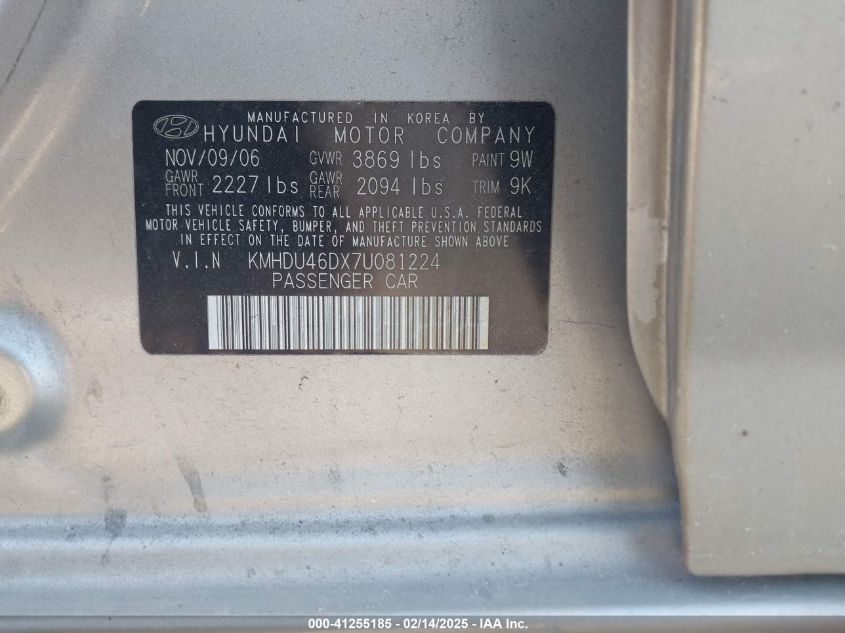 MANUFACTURED IN KOREA BY
HYUNDAI MOTOR COMPANY
NOV/09/06 GVWR 3869 lbs PAINT 9W
GAWR FRONT 2227 lbs GAWR REAR 2094 lbs TRIM 9K
THIS VEHICLE CONFORMS TO ALL APPLICABLE U.S.A. FEDERAL
MOTOR VEHICLE SAFETY, BUMPER, AND THEFT PREVENTION STANDARDS
IN EFFECT ON THE DATE OF MANUFACTURE SHOWN ABOVE
V.I.N KMHDU46DX7U081224
PASSENGER CAR
000-41255185 - 02/14/2025 - IAA Inc.